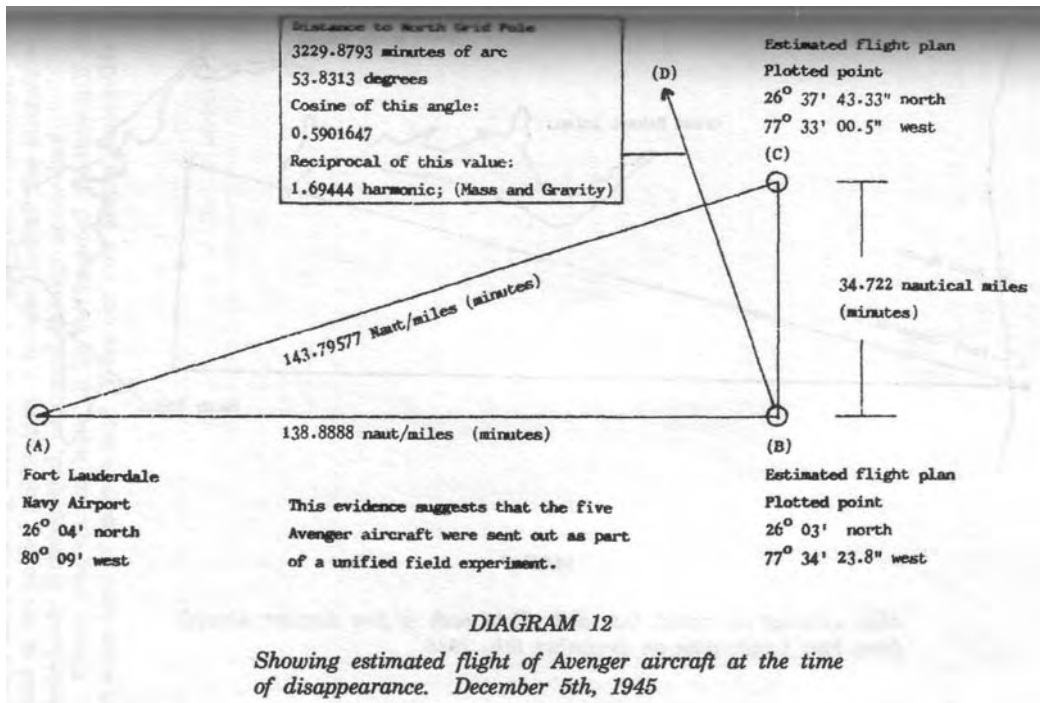 Distance to North Grid Pole
3229.8793 minutes of arc
53.8313 degrees
Cosine of this angle:
0.5901647
Reciprocal of this value:
1.69444 harmonic; (Mass and Gravity)
(D)
Estimated flight plan
Plotted point
26° 37' 43.33" north
77° 33' 00.5" west
(C)
143.79577 Naut/miles (minutes)
34.722 nautical miles
(minutes)
138.8888 naut/miles (minutes)
(A)
Fort Lauderdale
Navy Airport
26° 04' north
80° 09' west
This evidence suggests that the five
Avenger aircraft were sent out as part
of a unified field experiment.
(B)
Estimated flight plan
Plotted point
26° 03' north
77° 34' 23.8" west
DIAGRAM 12
Showing estimated flight of Avenger aircraft at the time
of disappearance. December 5th, 1945